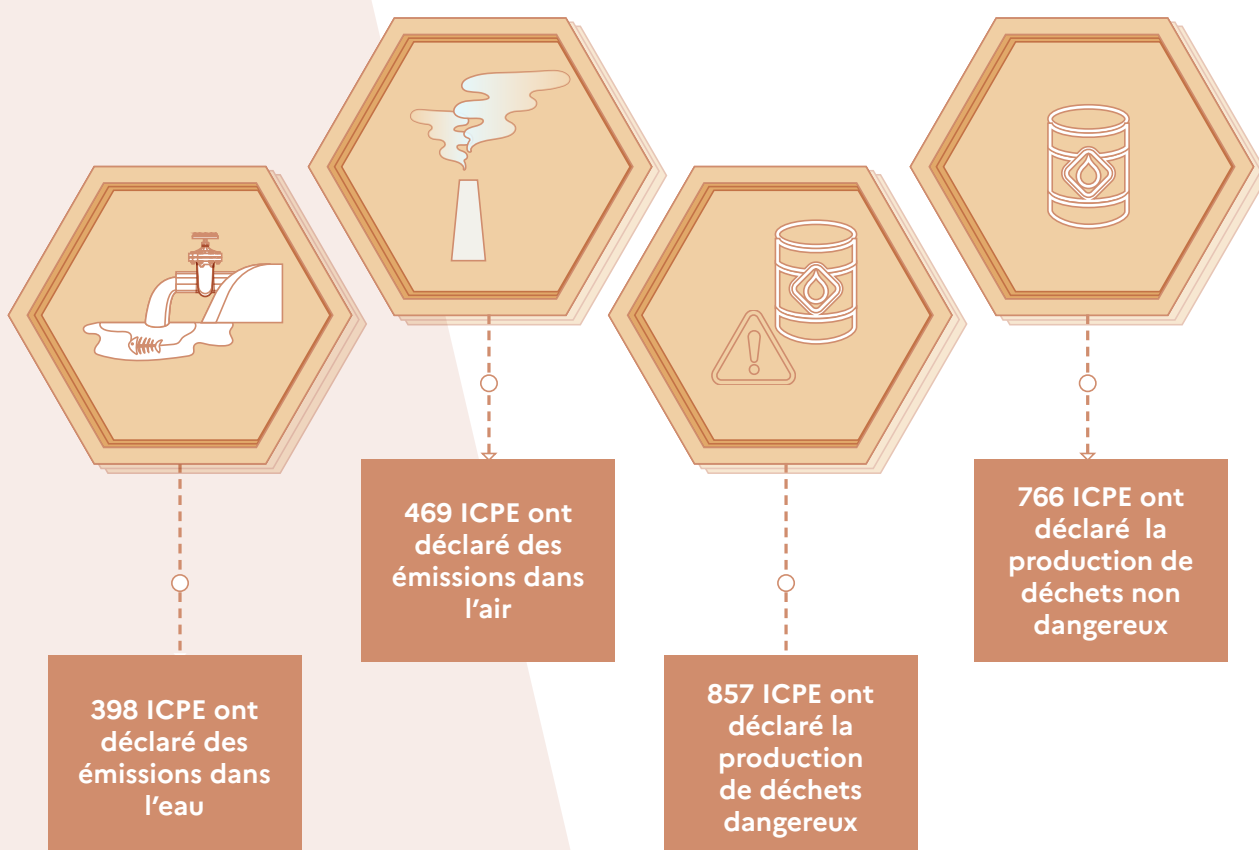 398 ICPE ont
déclaré des
émissions dans
l'eau
469 ICPE ont
déclaré des
émissions dans
l'air
857 ICPE ont
déclaré la
production
de déchets
dangereux
766 ICPE ont
déclaré la
production de
déchets non
dangereux